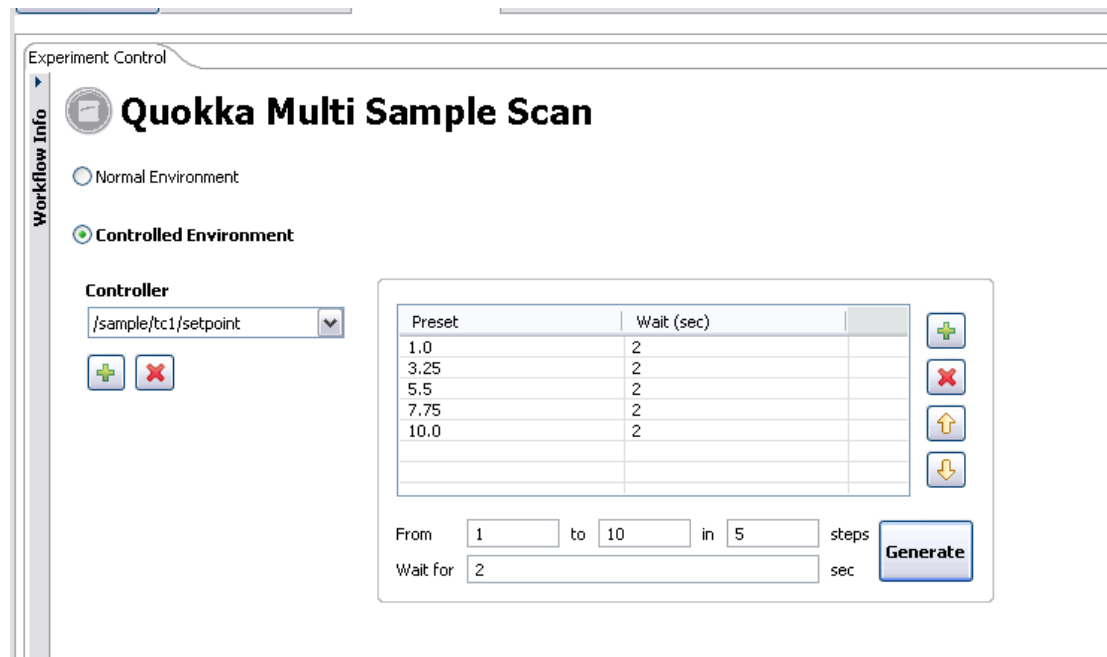 Experiment Control
Workflow Info
Quokka Multi Sample Scan
Normal Environment
Controlled Environment
Controller
/sample/tc1/setpoint
Preset Wait (sec)
1.0 2
3.25 2
5.5 2
7.75 2
10.0 2
From 1 to 10 in 5 steps
Generate
Wait for 2 sec